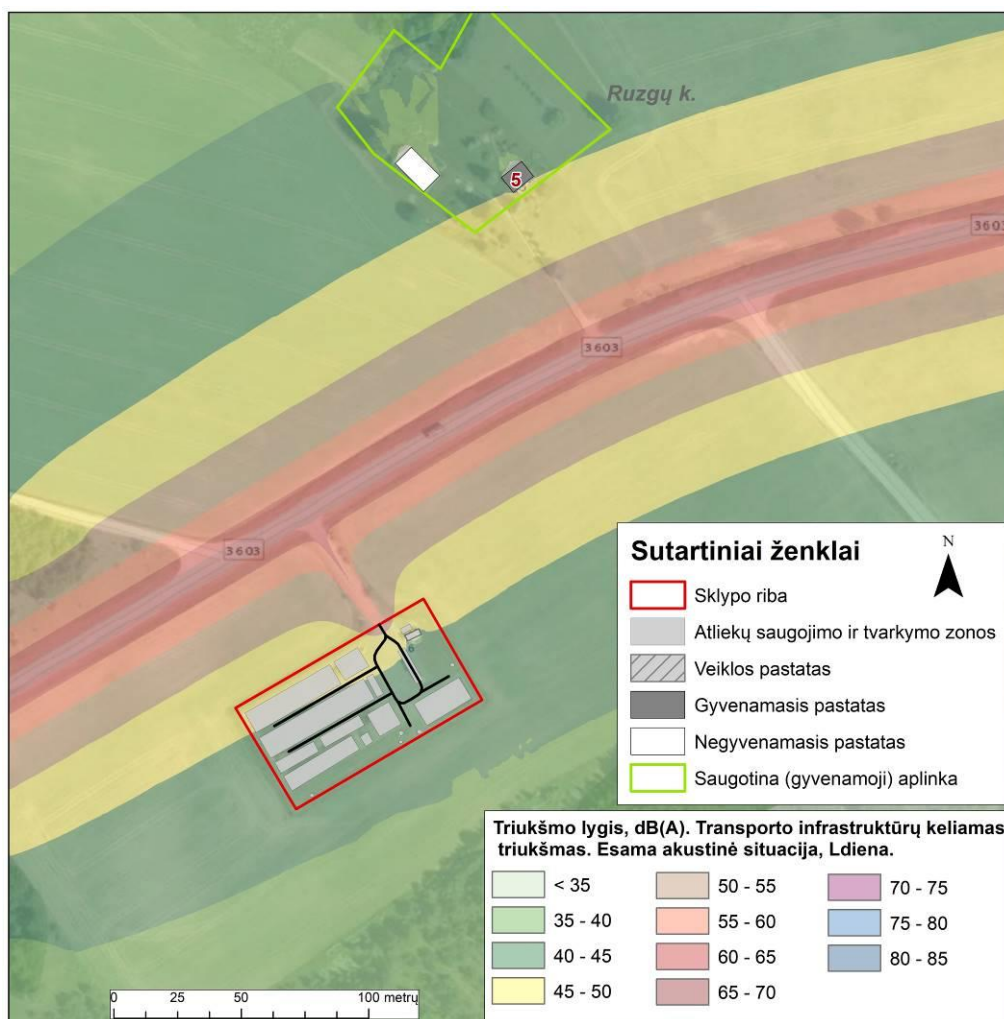 Ruzgų k.
5
3603
3603
3603
6
Sutartiniai ženklai
N
Sklypo riba
Atliekų saugojimo ir tvarkymo zonos
Veiklos pastatas
Gyvenamasis pastatas
Negyvenamasis pastatas
Saugotina (gyvenamoji) aplinka
Triukšmo lygis, dB(A). Transporto infrastruktūrų keliamas
triukšmas. Esama akustinė situacija, Ldiena.
< 35
35 - 40
40 - 45
45 - 50
50 - 55
55 - 60
60 - 65
65 - 70
70 - 75
75 - 80
80 - 85
0 25 50 100 metrų